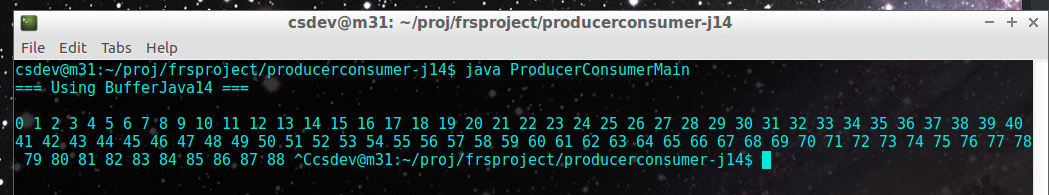 csdev@m31: ~/proj/frsproject/producerconsumer-j14
File Edit Tabs Help
csdev@m31:~/proj/frsproject/producerconsumer-j14$ java ProducerConsumerMain
=== Using BufferJava14 ===
0 1 2 3 4 5 6 7 8 9 10 11 12 13 14 15 16 17 18 19 20 21 22 23 24 25 26 27 28 29 30 31 32 33 34 35 36 37 38 39 40
41 42 43 44 45 46 47 48 49 50 51 52 53 54 55 56 57 58 59 60 61 62 63 64 65 66 67 68 69 70 71 72 73 74 75 76 77 78
79 80 81 82 83 84 85 86 87 88 ^Ccsdev@m31:~/proj/frsproject/producerconsumer-j14$